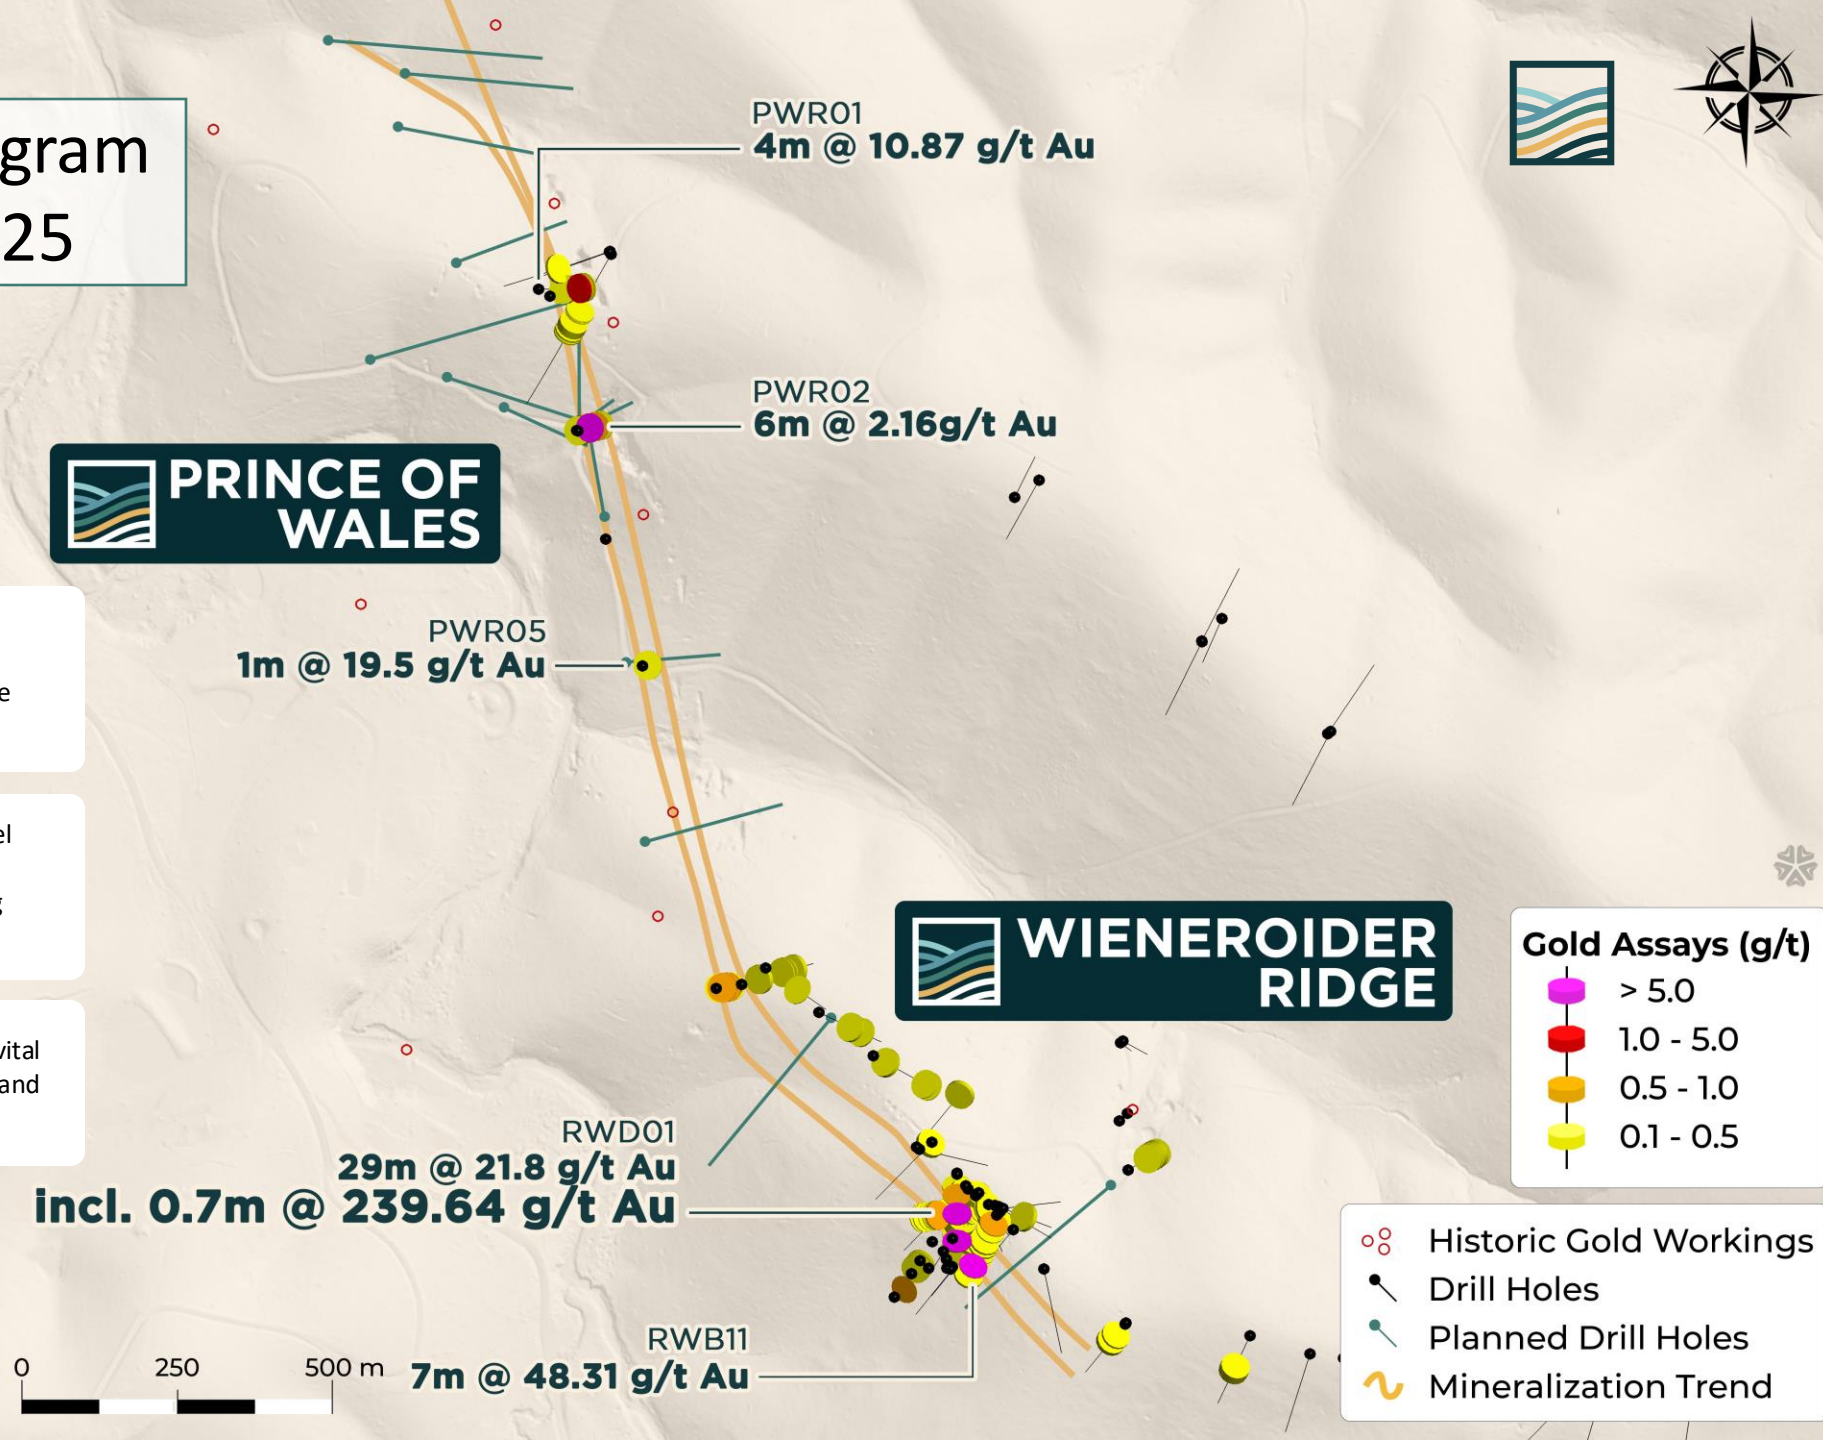 gram
25
PWR01
4m @ 10.87 g/t Au
PWR02
6m @ 2.16g/t Au
PRINCE OF
WALES
PWR05
1m @ 19.5 g/t Au
e
el
g
vital
and
WIENEROIDER
RIDGE
RWD01
29m @ 21.8 g/t Au
incl. 0.7m @ 239.64 g/t Au
RWB11
7m @ 48.31 g/t Au
0 250 500 m
Gold Assays (g/t)
> 5.0
1.0 - 5.0
0.5 - 1.0
0.1 - 0.5
Historic Gold Workings
Drill Holes
Planned Drill Holes
Mineralization Trend